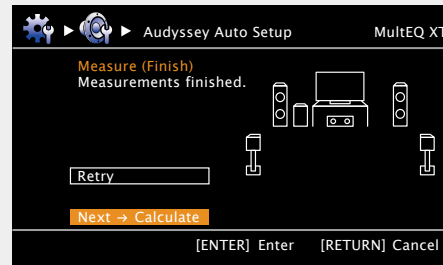 Audyssey Auto Setup MultEQ XT
Measure (Finish)
Measurements finished.
Retry
Next → Calculate
[ENTER] Enter [RETURN] Cancel